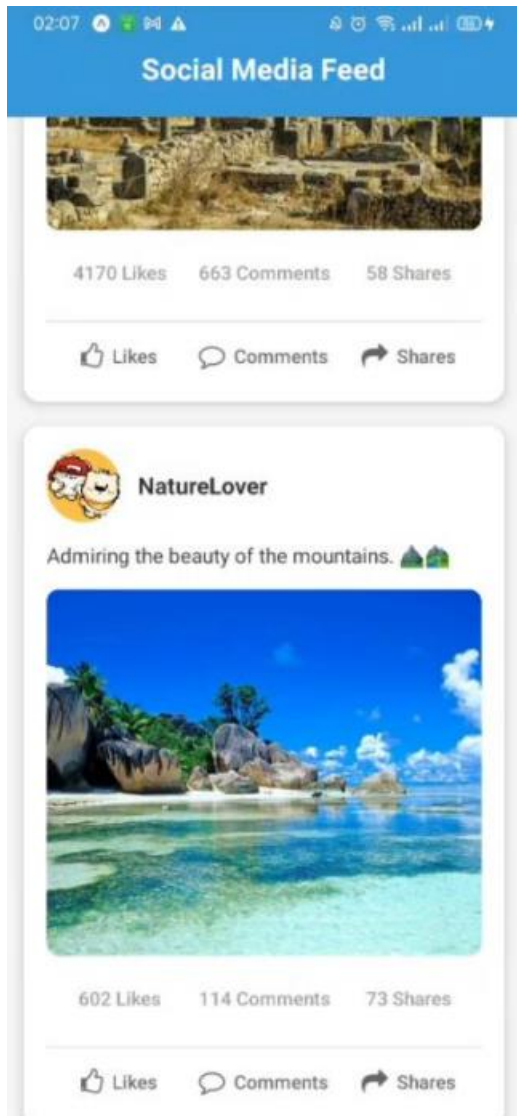 02:07
Social Media Feed
4170 Likes 663 Comments 58 Shares
Likes Comments Shares
NatureLover
Admiring the beauty of the mountains.
602 Likes 114 Comments 73 Shares
Likes Comments Shares